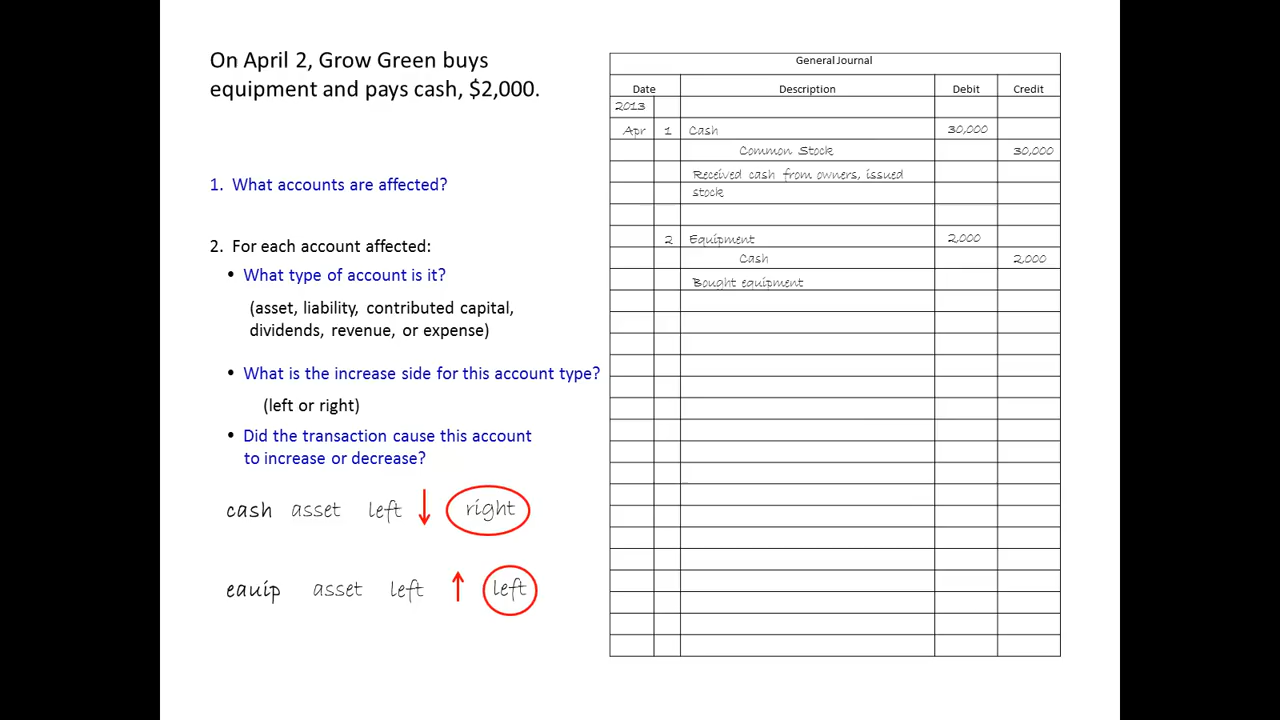 On April 2, Grow Green buys
equipment and pays cash, $2,000.
1. What accounts are affected?
2. For each account affected:
• What type of account is it?
(asset, liability, contributed capital,
dividends, revenue, or expense)
• What is the increase side for this account type?
(left or right)
• Did the transaction cause this account
to increase or decrease?
cash asset left ↓ right
equip asset left ↑ left
General Journal
Date Description Debit Credit
2013
Apr 1 Cash 30,000
Common Stock 30,000
Received cash from owners, issued
stock
2 Equipment 2,000
Cash 2,000
Bought equipment